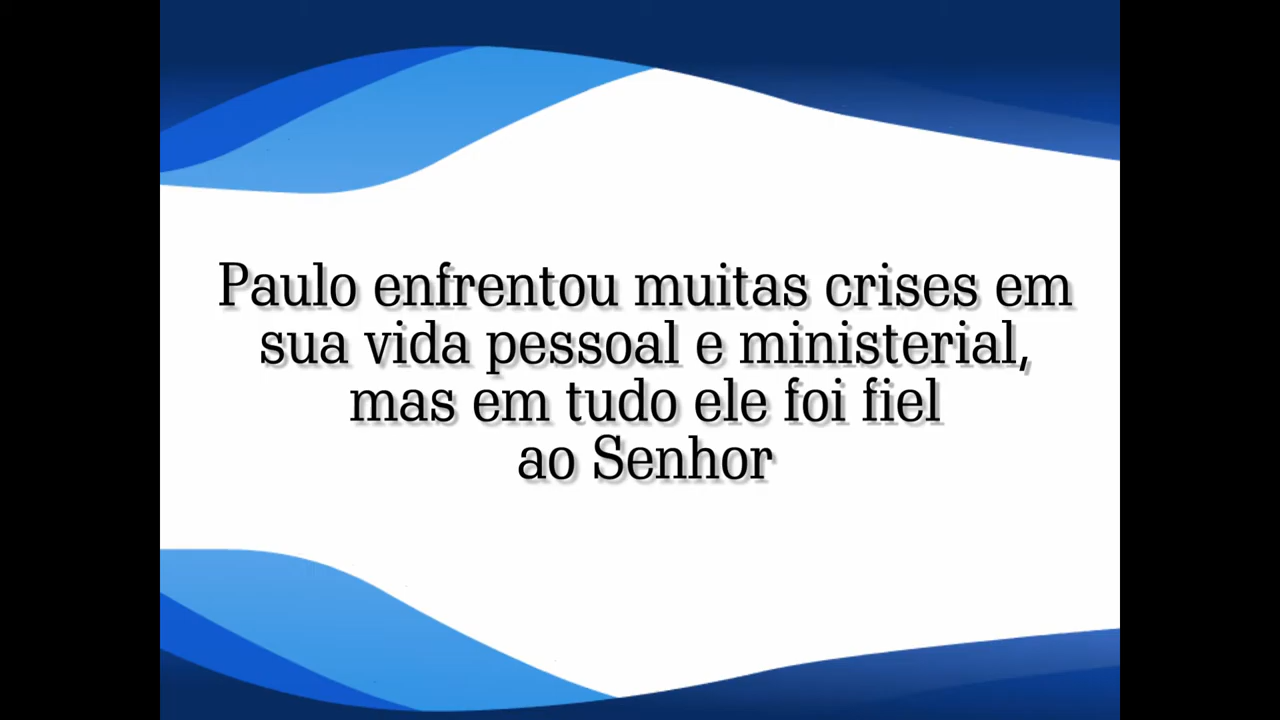 Paulo enfrentou muitas crises em
sua vida pessoal e ministerial,
mas em tudo ele foi fiel
ao Senhor